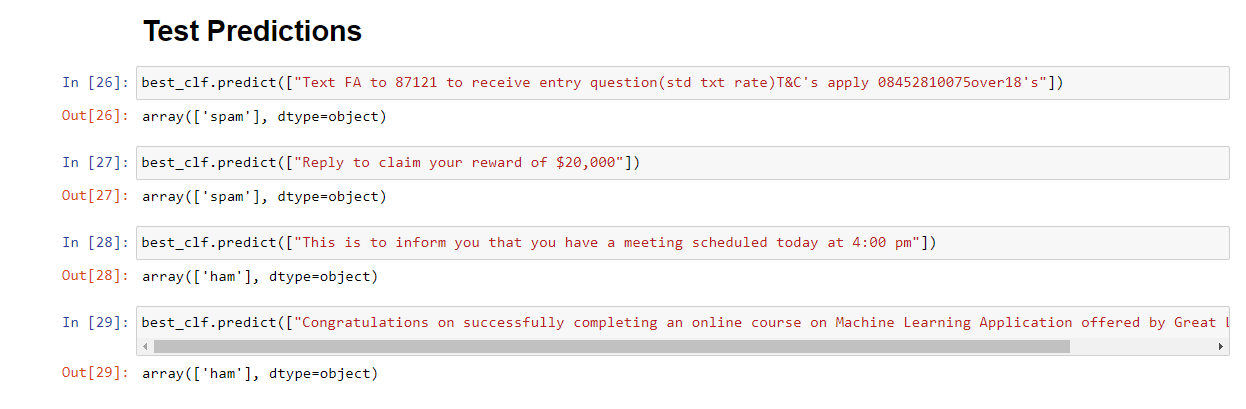 Test Predictions
In [26]: best_clf.predict(["Text FA to 87121 to receive entry question(std txt rate)T&C's apply 08452810075over18's"])
Out[26]: array(['spam'], dtype=object)
In [27]: best_clf.predict(["Reply to claim your reward of $20,000"])
Out[27]: array(['spam'], dtype=object)
In [28]: best_clf.predict(["This is to inform you that you have a meeting scheduled today at 4:00 pm"])
Out[28]: array(['ham'], dtype=object)
In [29]: best_clf.predict(["Congratulations on successfully completing an online course on Machine Learning Application offered by Great
Out[29]: array(['ham'], dtype=object)